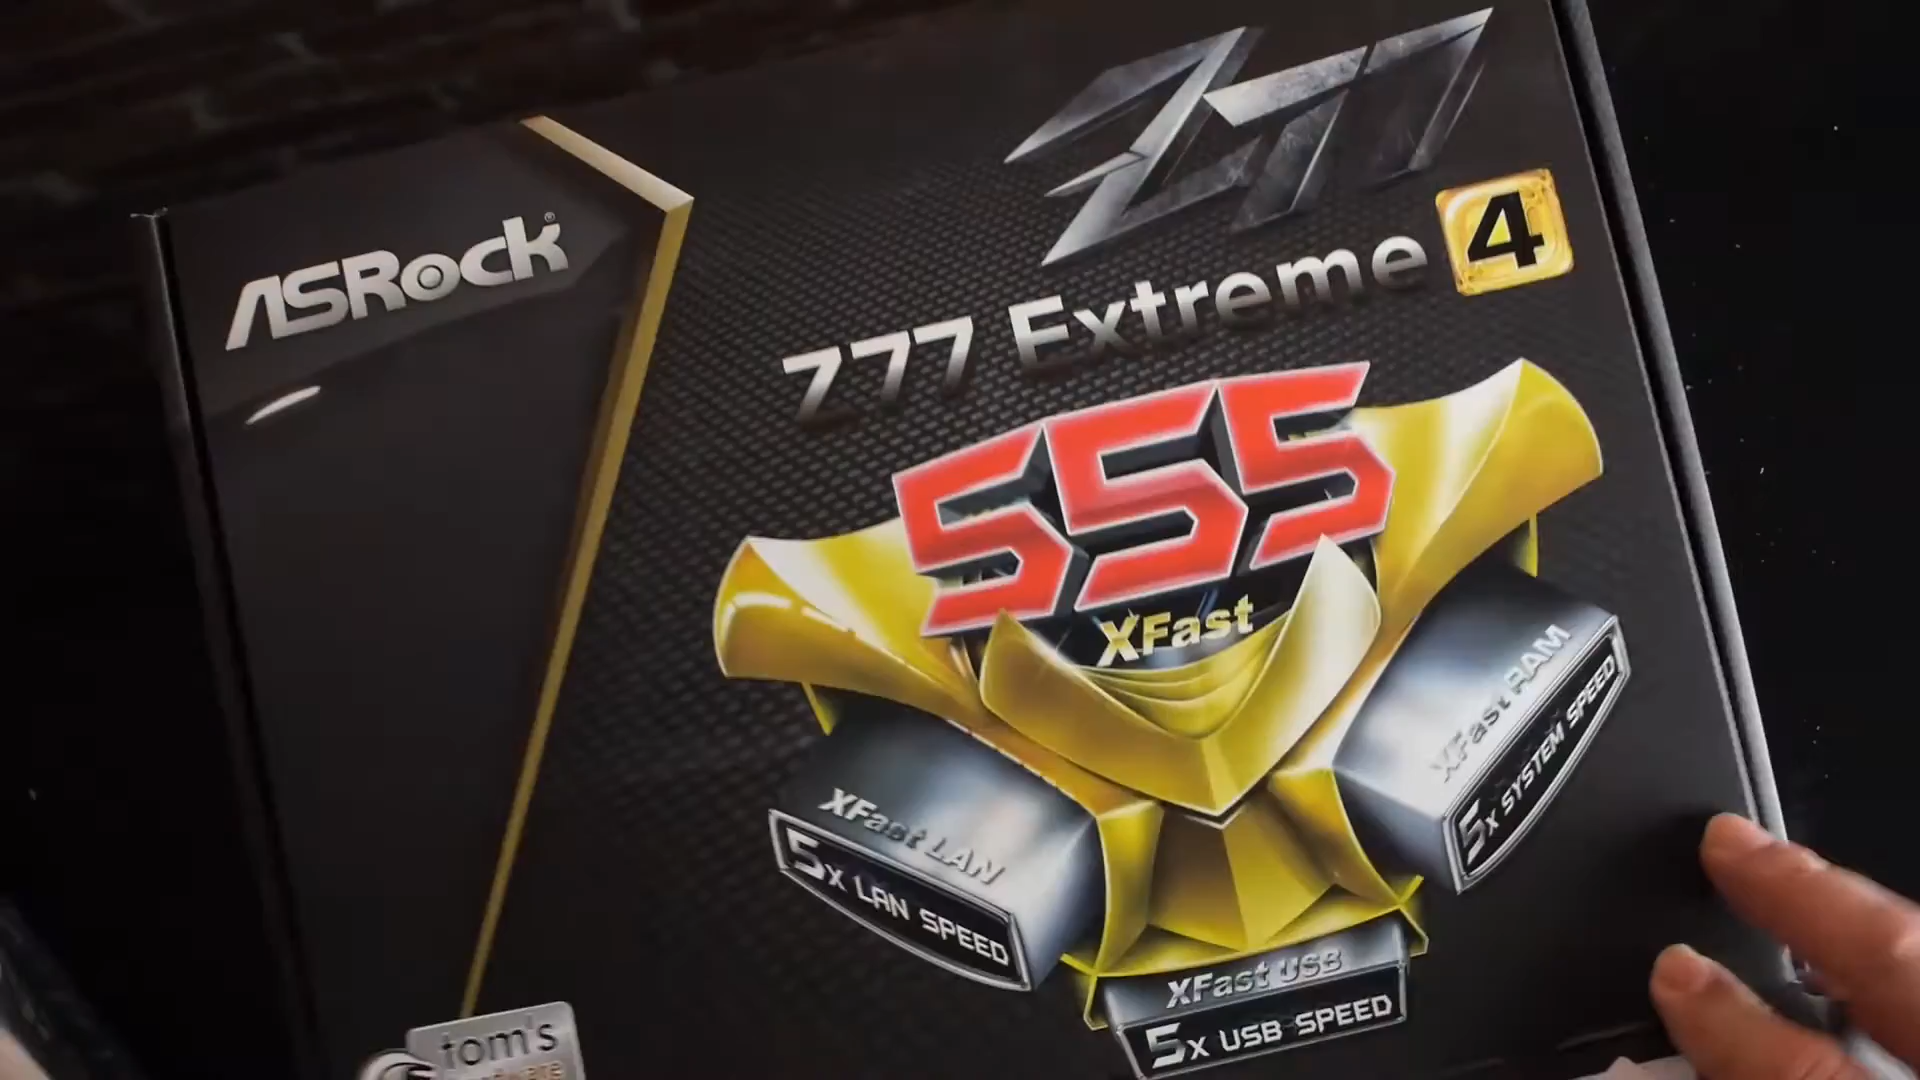 ASRock®
Z77
Z77 Extreme 4
555
XFast
XFast LAN
5x LAN SPEED
XFast RAM
5x SYSTEM SPEED
XFast USB
5x USB SPEED
tom's